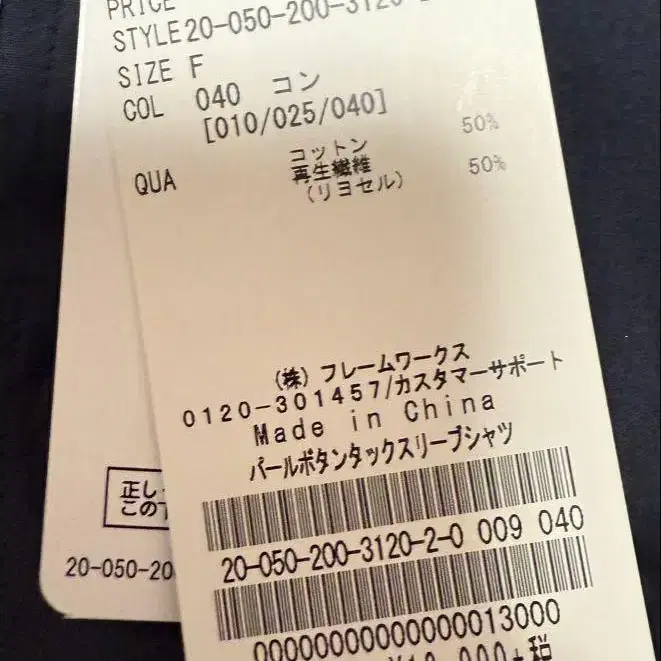 PRICE
STYLE 20-050-200-3120-
SIZE F
COL 040 コン
[010/025/040]
QUA コットン 50%
再生繊維 50%
(リヨセル)
(株) フレームワークス
0120-301457/カスタマーサポート
Made in China
パールボタンタックスリーブシャツ
20-050-200-3120-2-0 009 040
正し
この
20-050-20
0000000000000013000
+税